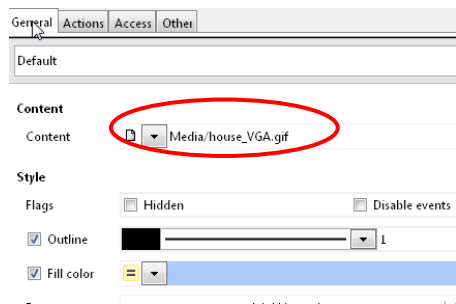 General Actions Access Other
Default
Content
Content Media/house_VGA.gif
Style
Flags Hidden Disable events
Outline 1
Fill color =